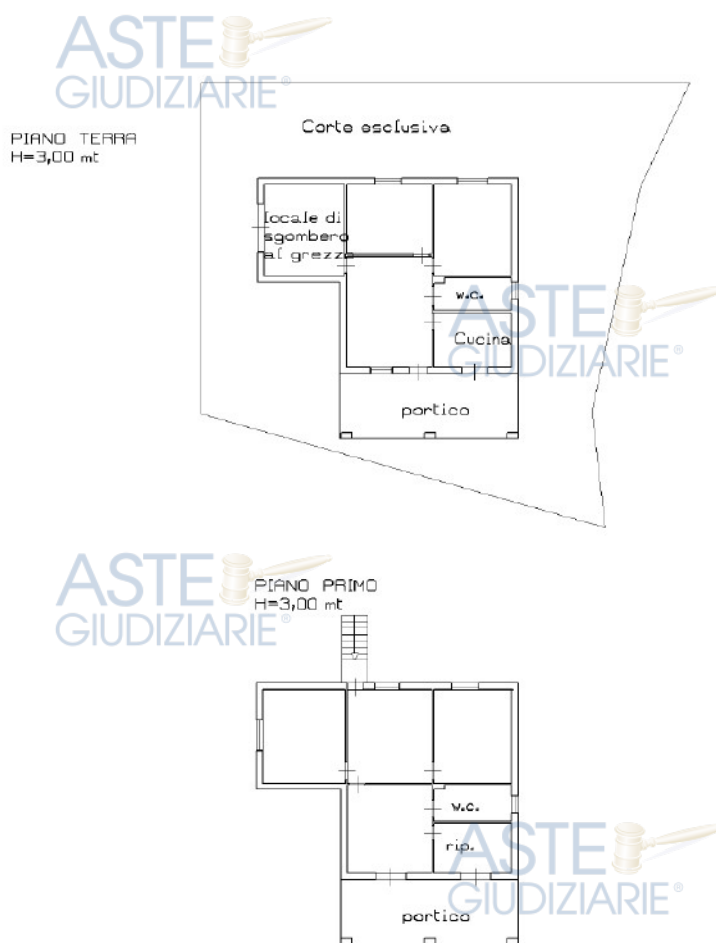 ASTE
GIUDIZIARIE®
PIANO TERRA
H=3,00 mt
Corte esclusiva
locale di
sgombero
al grezzo
w.c.
ASTE
GIUDIZIARIE®
Cucina
portico
ASTE
GIUDIZIARIE®
PIANO PRIMO
H=3,00 mt
w.c.
rip.
ASTE
GIUDIZIARIE®
portico